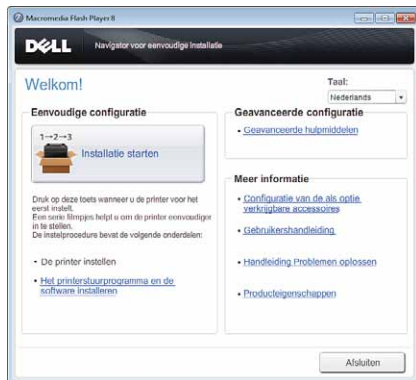 Macromedia Flash Player 8
DELL
Navigator voor eenvoudige installatie
Welkom!
Taal:
Nederlands
Eenvoudige configuratie
1→2→3
Installatie starten
Druk op deze toets wanneer u de printer voor het
eerst instelt.
Een serie filmpjes helpt u om de printer eenvoudiger
in te stellen.
De instelprocedure bevat de volgende onderdelen:
• De printer instellen
• Het printerstuurprogramma en de
software installeren
Geavanceerde configuratie
• Geavanceerde hulpmiddelen
Meer informatie
• Configuratie van de als optie
verkrijgbare accessoires
• Gebruikershandleiding
• Handleiding Problemen oplossen
• Producteigenschappen
Afsluiten